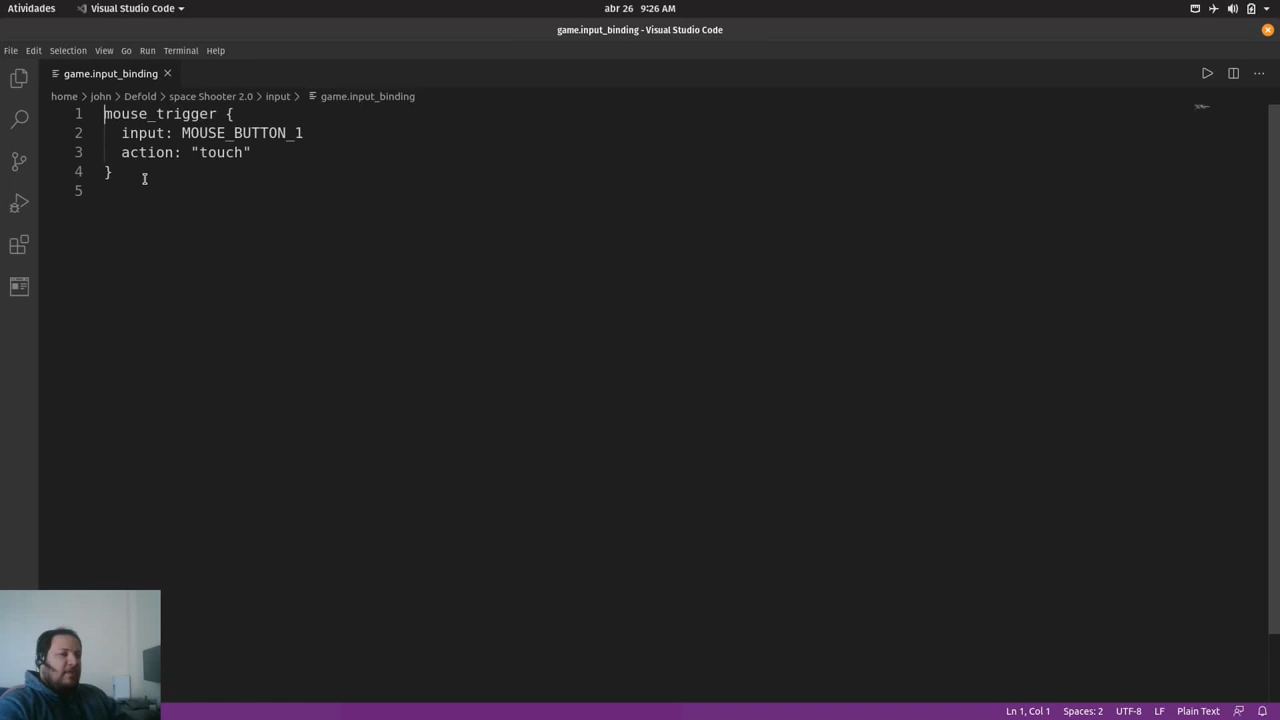 Atividades
Visual Studio Code
abr 26 9:26 AM
game.input_binding - Visual Studio Code
File Edit Selection View Go Run Terminal Help
game.input_binding
home > john > Defold > space Shooter 2.0 > input > game.input_binding
1 mouse_trigger {
2   input: MOUSE_BUTTON_1
3   action: "touch"
4 }
5
Ln 1, Col 1 Spaces: 2 UTF-8 LF Plain Text